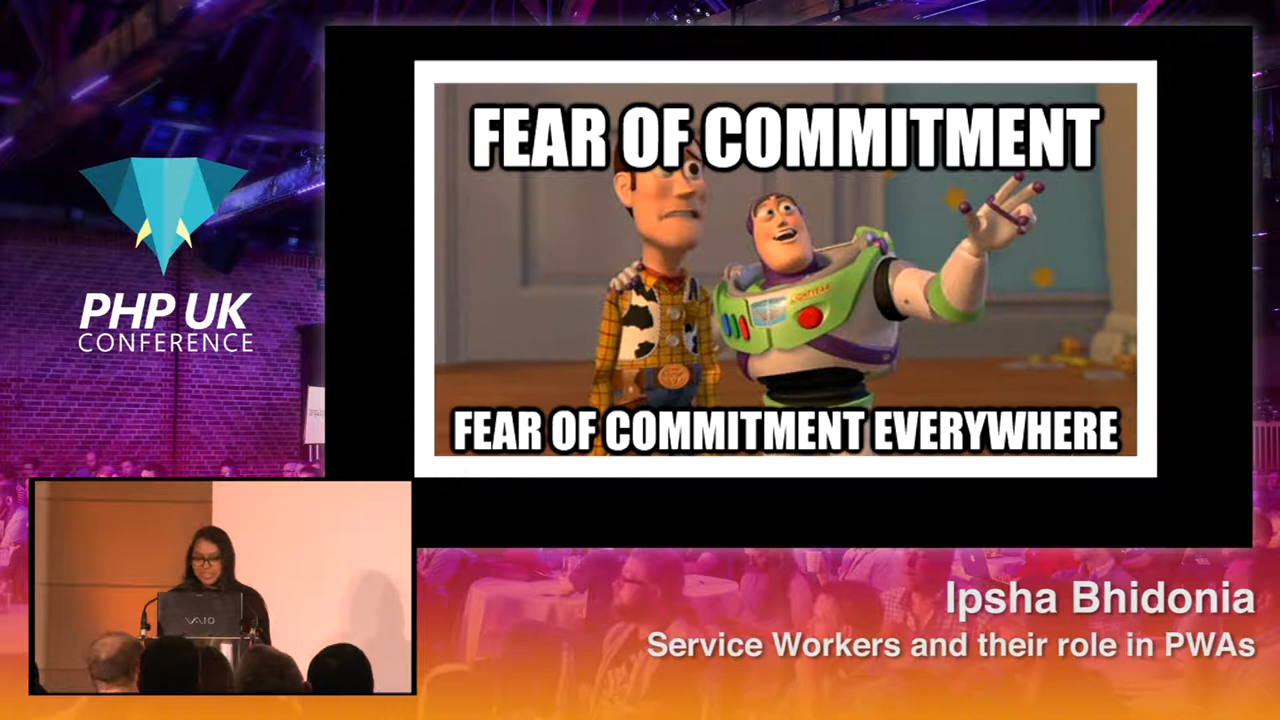 FEAR OF COMMITMENT
LIGHTYEAR
FEAR OF COMMITMENT EVERYWHERE
PHP UK
CONFERENCE
VAIO
Ipsha Bhidonia
Service Workers and their role in PWAs